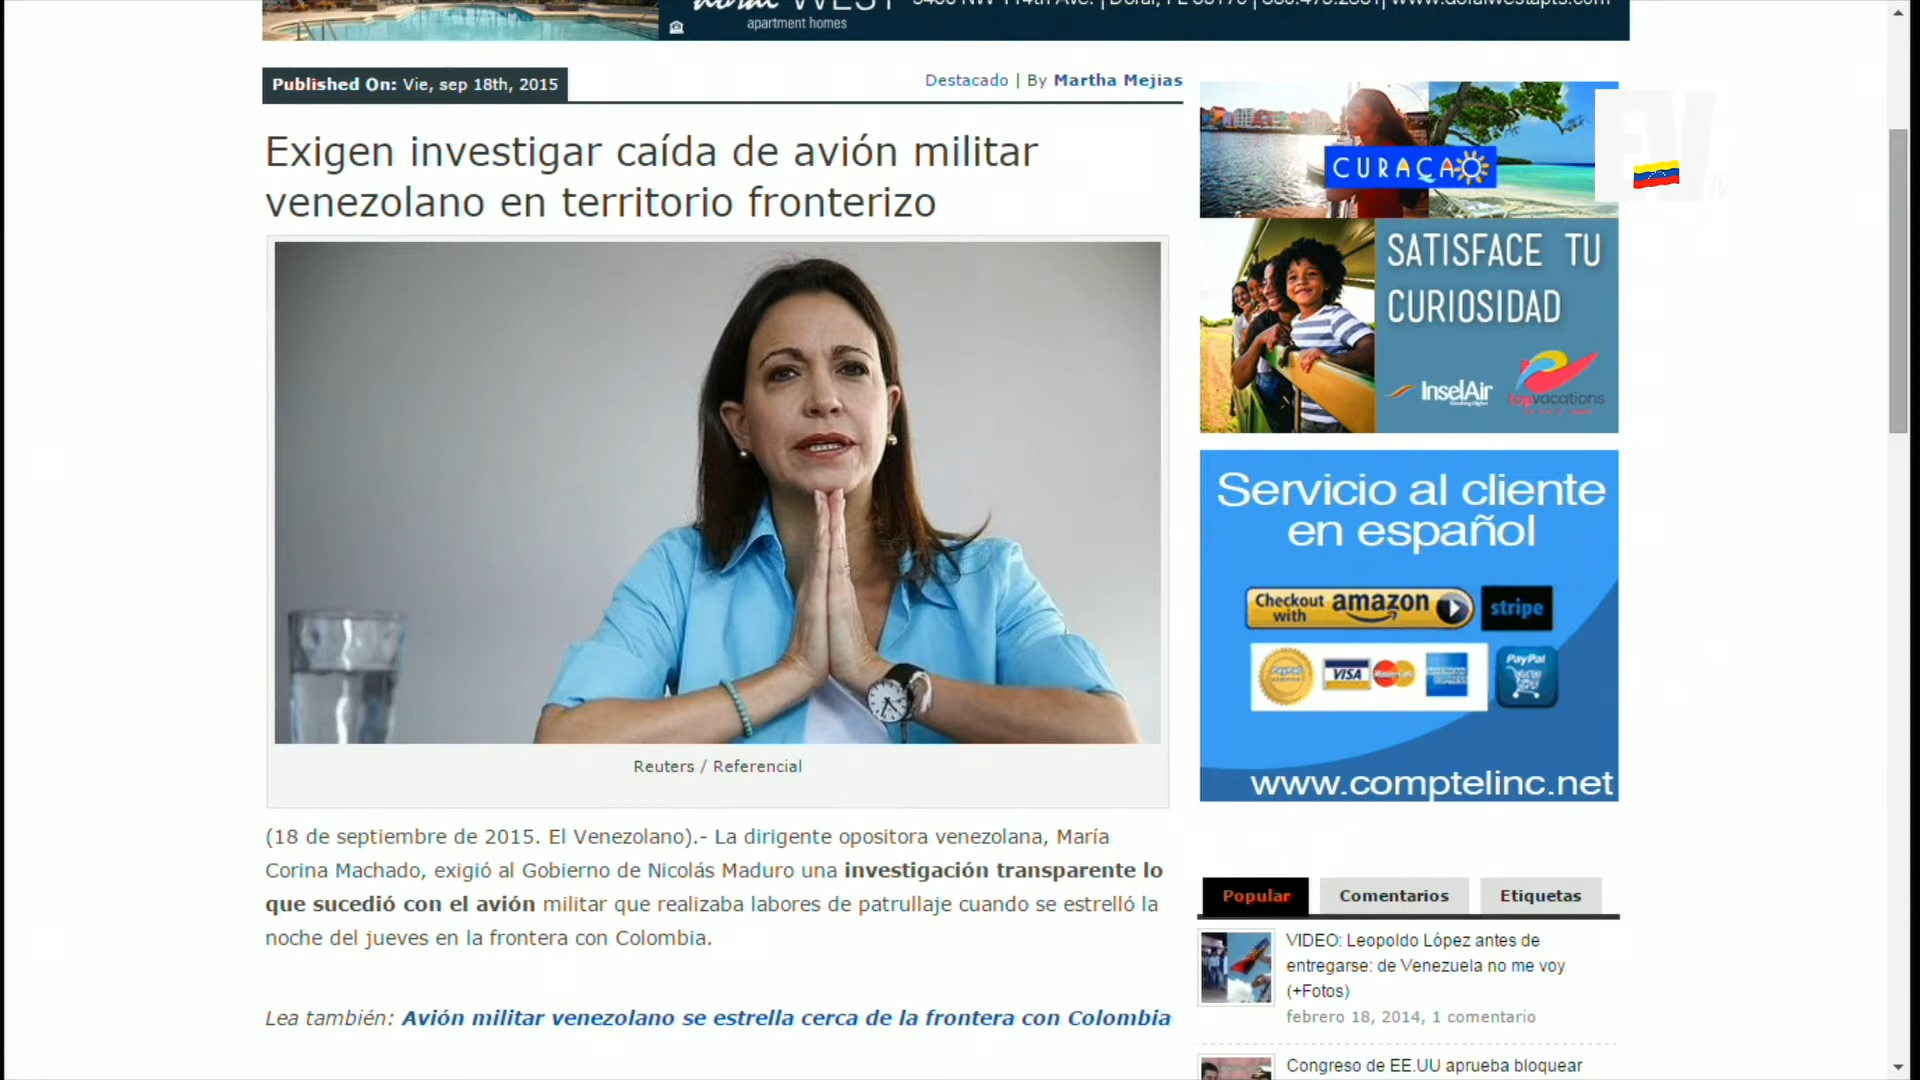 WEST
apartment homes
Published On: Vie, sep 18th, 2015
Destacado | By Martha Mejias
Exigen investigar caída de avión militar
venezolano en territorio fronterizo
Reuters / Referencial
(18 de septiembre de 2015. El Venezolano).- La dirigente opositora venezolana, María
Corina Machado, exigió al Gobierno de Nicolás Maduro una investigación transparente lo
que sucedió con el avión militar que realizaba labores de patrullaje cuando se estrelló la
noche del jueves en la frontera con Colombia.
Lea también: Avión militar venezolano se estrella cerca de la frontera con Colombia
CURAÇAO
EV
TV
SATISFACE TU
CURIOSIDAD
InselAir
topvacations
Servicio al cliente
en español
Checkout
with amazon
stripe
PayPal
VISA
MasterCard
PayPal
www.comptelinc.net
Popular
Comentarios
Etiquetas
VIDEO: Leopoldo López antes de
entregarse: de Venezuela no me voy
(+Fotos)
febrero 18, 2014, 1 comentario
Congreso de EE.UU aprueba bloquear